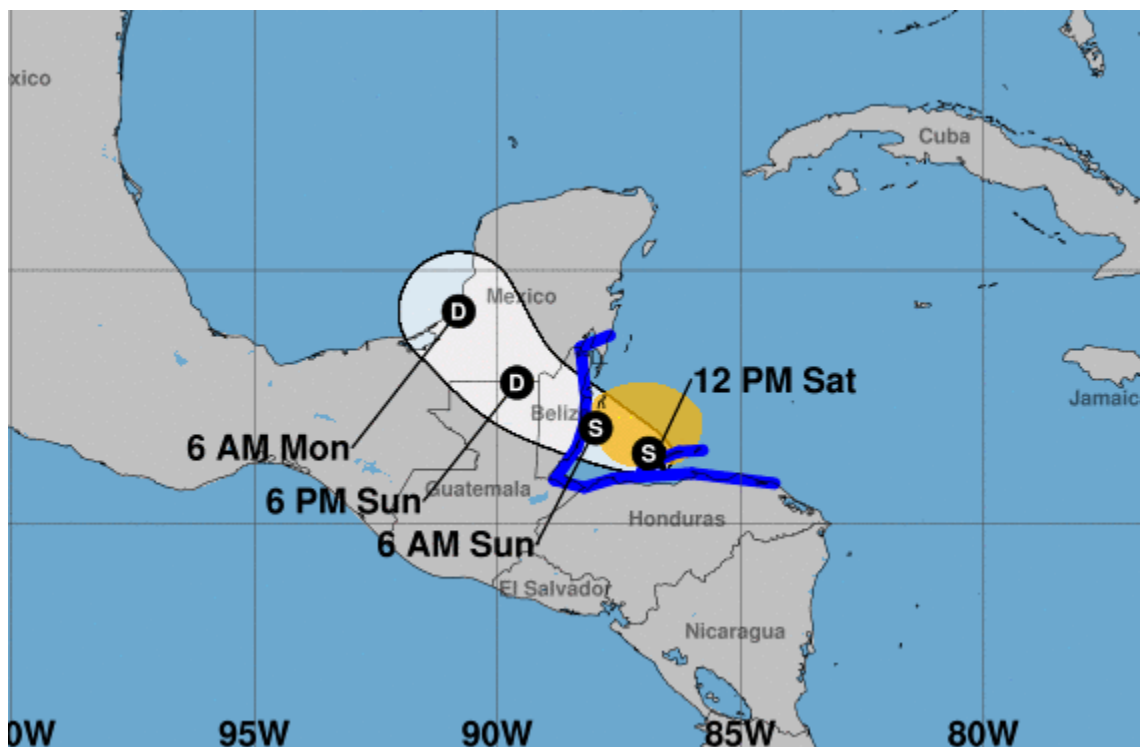 xico
Cuba
Mexico
D
12 PM Sat
Jamaic
D
Beliz
S
S
6 AM Mon
6 PM Sun
Guatemala
Honduras
6 AM Sun
El Salvador
Nicaragua
0W 95W 90W 85W 80W